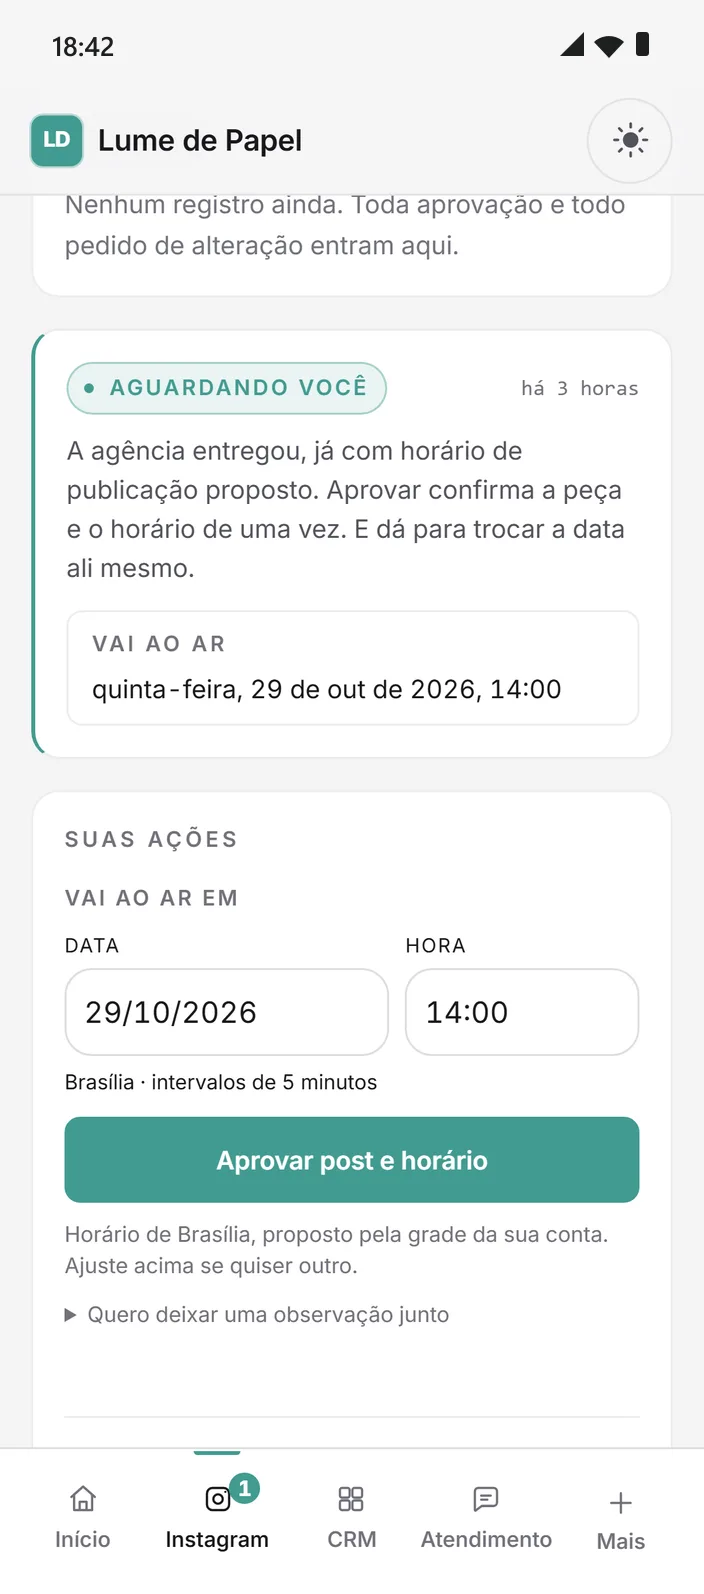 18:42
LD
Lume de Papel
Nenhum registro ainda. Toda aprovação e todo
pedido de alteração entram aqui.
AGUARDANDO VOCÊ
há 3 horas
A agência entregou, já com horário de
publicação proposto. Aprovar confirma a peça
e o horário de uma vez. E dá para trocar a data
ali mesmo.
VAI AO AR
quinta-feira, 29 de out de 2026, 14:00
SUAS AÇÕES
VAI AO AR EM
DATA
HORA
29/10/2026
14:00
Brasília · intervalos de 5 minutos
Aprovar post e horário
Horário de Brasília, proposto pela grade da sua conta.
Ajuste acima se quiser outro.
Quero deixar uma observação junto
1
Início
Instagram
CRM
Atendimento
Mais